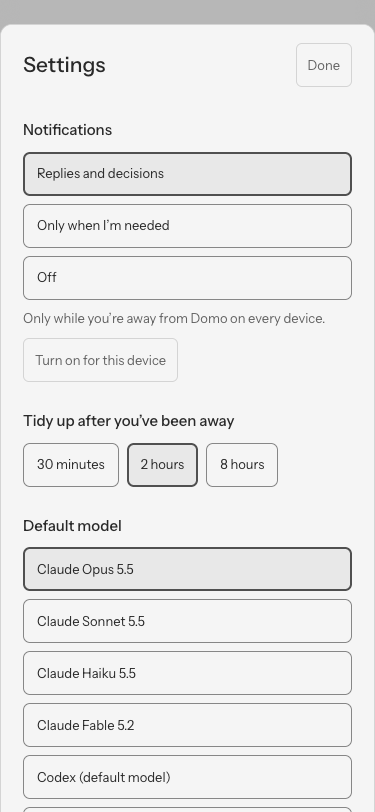 Settings
Done
Notifications
Replies and decisions
Only when I’m needed
Off
Only while you’re away from Domo on every device.
Turn on for this device
Tidy up after you’ve been away
30 minutes
2 hours
8 hours
Default model
Claude Opus 5.5
Claude Sonnet 5.5
Claude Haiku 5.5
Claude Fable 5.2
Codex (default model)